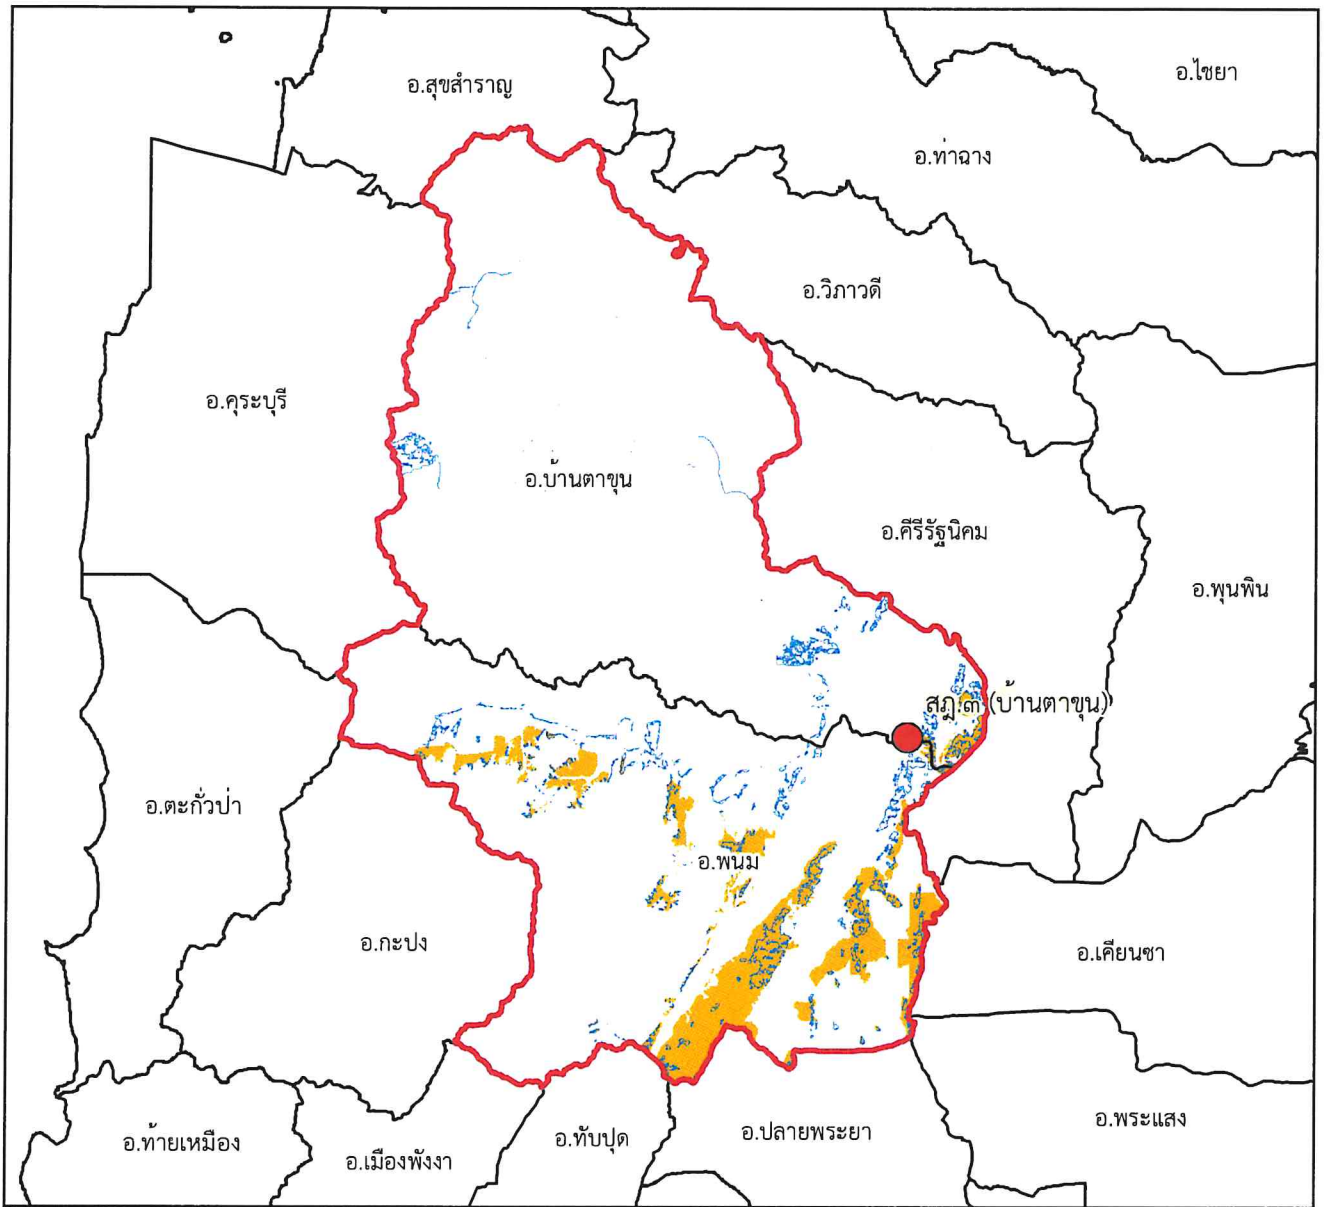 อ.ไชยา
อ.สุขสำราญ
อ.ท่าฉาง
อ.วิภาวดี
อ.คุระบุรี
อ.บ้านตาขุน
อ.คีรีรัฐนิคม
อ.พุนพิน
สฎ.๓ (บ้านตาขุน)
อ.ตะกั่วป่า
อ.พนม
อ.กะปง
อ.เคียนซา
อ.พระแสง
อ.ปลายพระยา
อ.ทับปุด
อ.ท้ายเหมือง
อ.เมืองพังงา